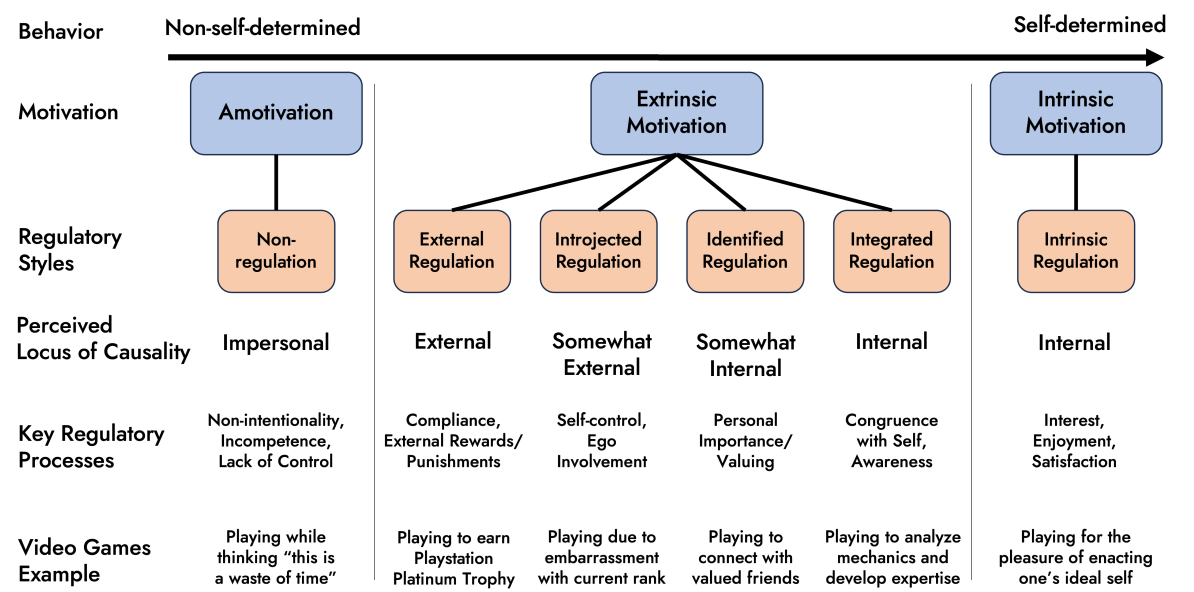 Behavior
Non-self-determined
Self-determined
Motivation
Amotivation
Extrinsic
Motivation
Intrinsic
Motivation
Regulatory
Styles
Non-
regulation
External
Regulation
Introjected
Regulation
Identified
Regulation
Integrated
Regulation
Intrinsic
Regulation
Perceived
Locus of Causality
Impersonal
External
Somewhat
External
Somewhat
Internal
Internal
Internal
Key Regulatory
Processes
Non-intentionality,
Incompetence,
Lack of Control
Compliance,
External Rewards/
Punishments
Self-control,
Ego
Involvement
Personal
Importance/
Valuing
Congruence
with Self,
Awareness
Interest,
Enjoyment,
Satisfaction
Video Games
Example
Playing while
thinking “this is
a waste of time”
Playing to earn
Playstation
Platinum Trophy
Playing due to
embarrassment
with current rank
Playing to
connect with
valued friends
Playing to analyze
mechanics and
develop expertise
Playing for the
pleasure of enacting
one’s ideal self